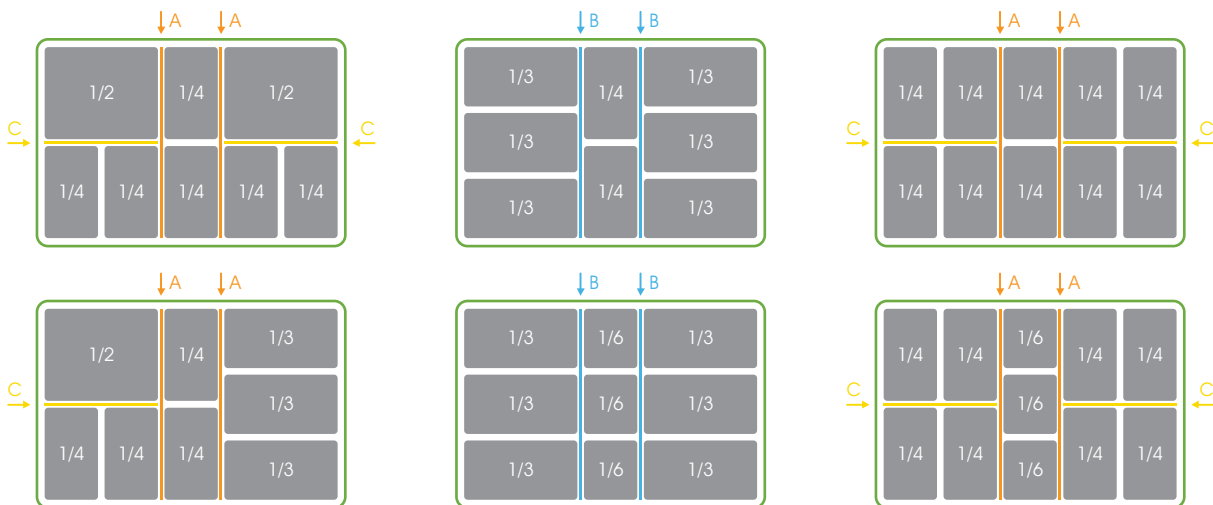 A A B B A A
1/2 1/4 1/2 1/3 1/4 1/3 1/4 1/4 1/4 1/4 1/4
C C 1/3 1/3 C C
1/4 1/4 1/4 1/4 1/4 1/3 1/4 1/3 1/4 1/4 1/4 1/4 1/4
A A B B A A
1/2 1/4 1/3 1/3 1/6 1/3 1/4 1/4 1/6 1/4 1/4
C 1/3 1/3 1/6 1/3 C 1/6 C
1/4 1/4 1/4 1/3 1/3 1/6 1/3 1/4 1/4 1/6 1/4 1/4